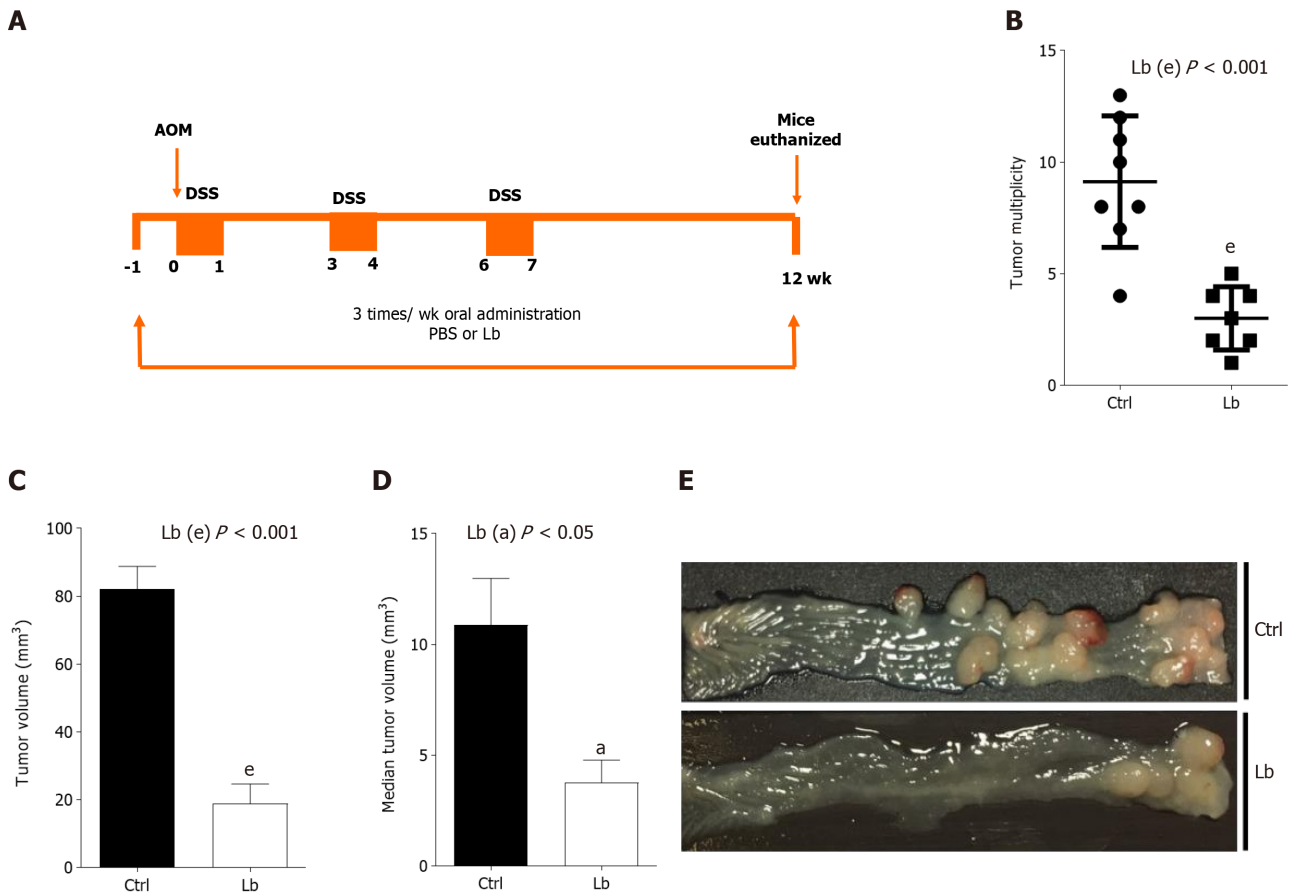 A
AOM
Mice
euthanized
DSS
DSS
DSS
-1
0
1
3
4
6
7
12 wk
3 times/ wk oral administration
PBS or Lb
B
Lb (e) P < 0.001
Tumor multiplicity
15
10
5
0
e
Ctrl
Lb
C
Lb (e) P < 0.001
Tumor volume (mm³)
100
80
60
40
20
0
e
Ctrl
Lb
D
Lb (a) P < 0.05
Median tumor volume (mm³)
15
10
5
0
a
Ctrl
Lb
E
Ctrl
Lb